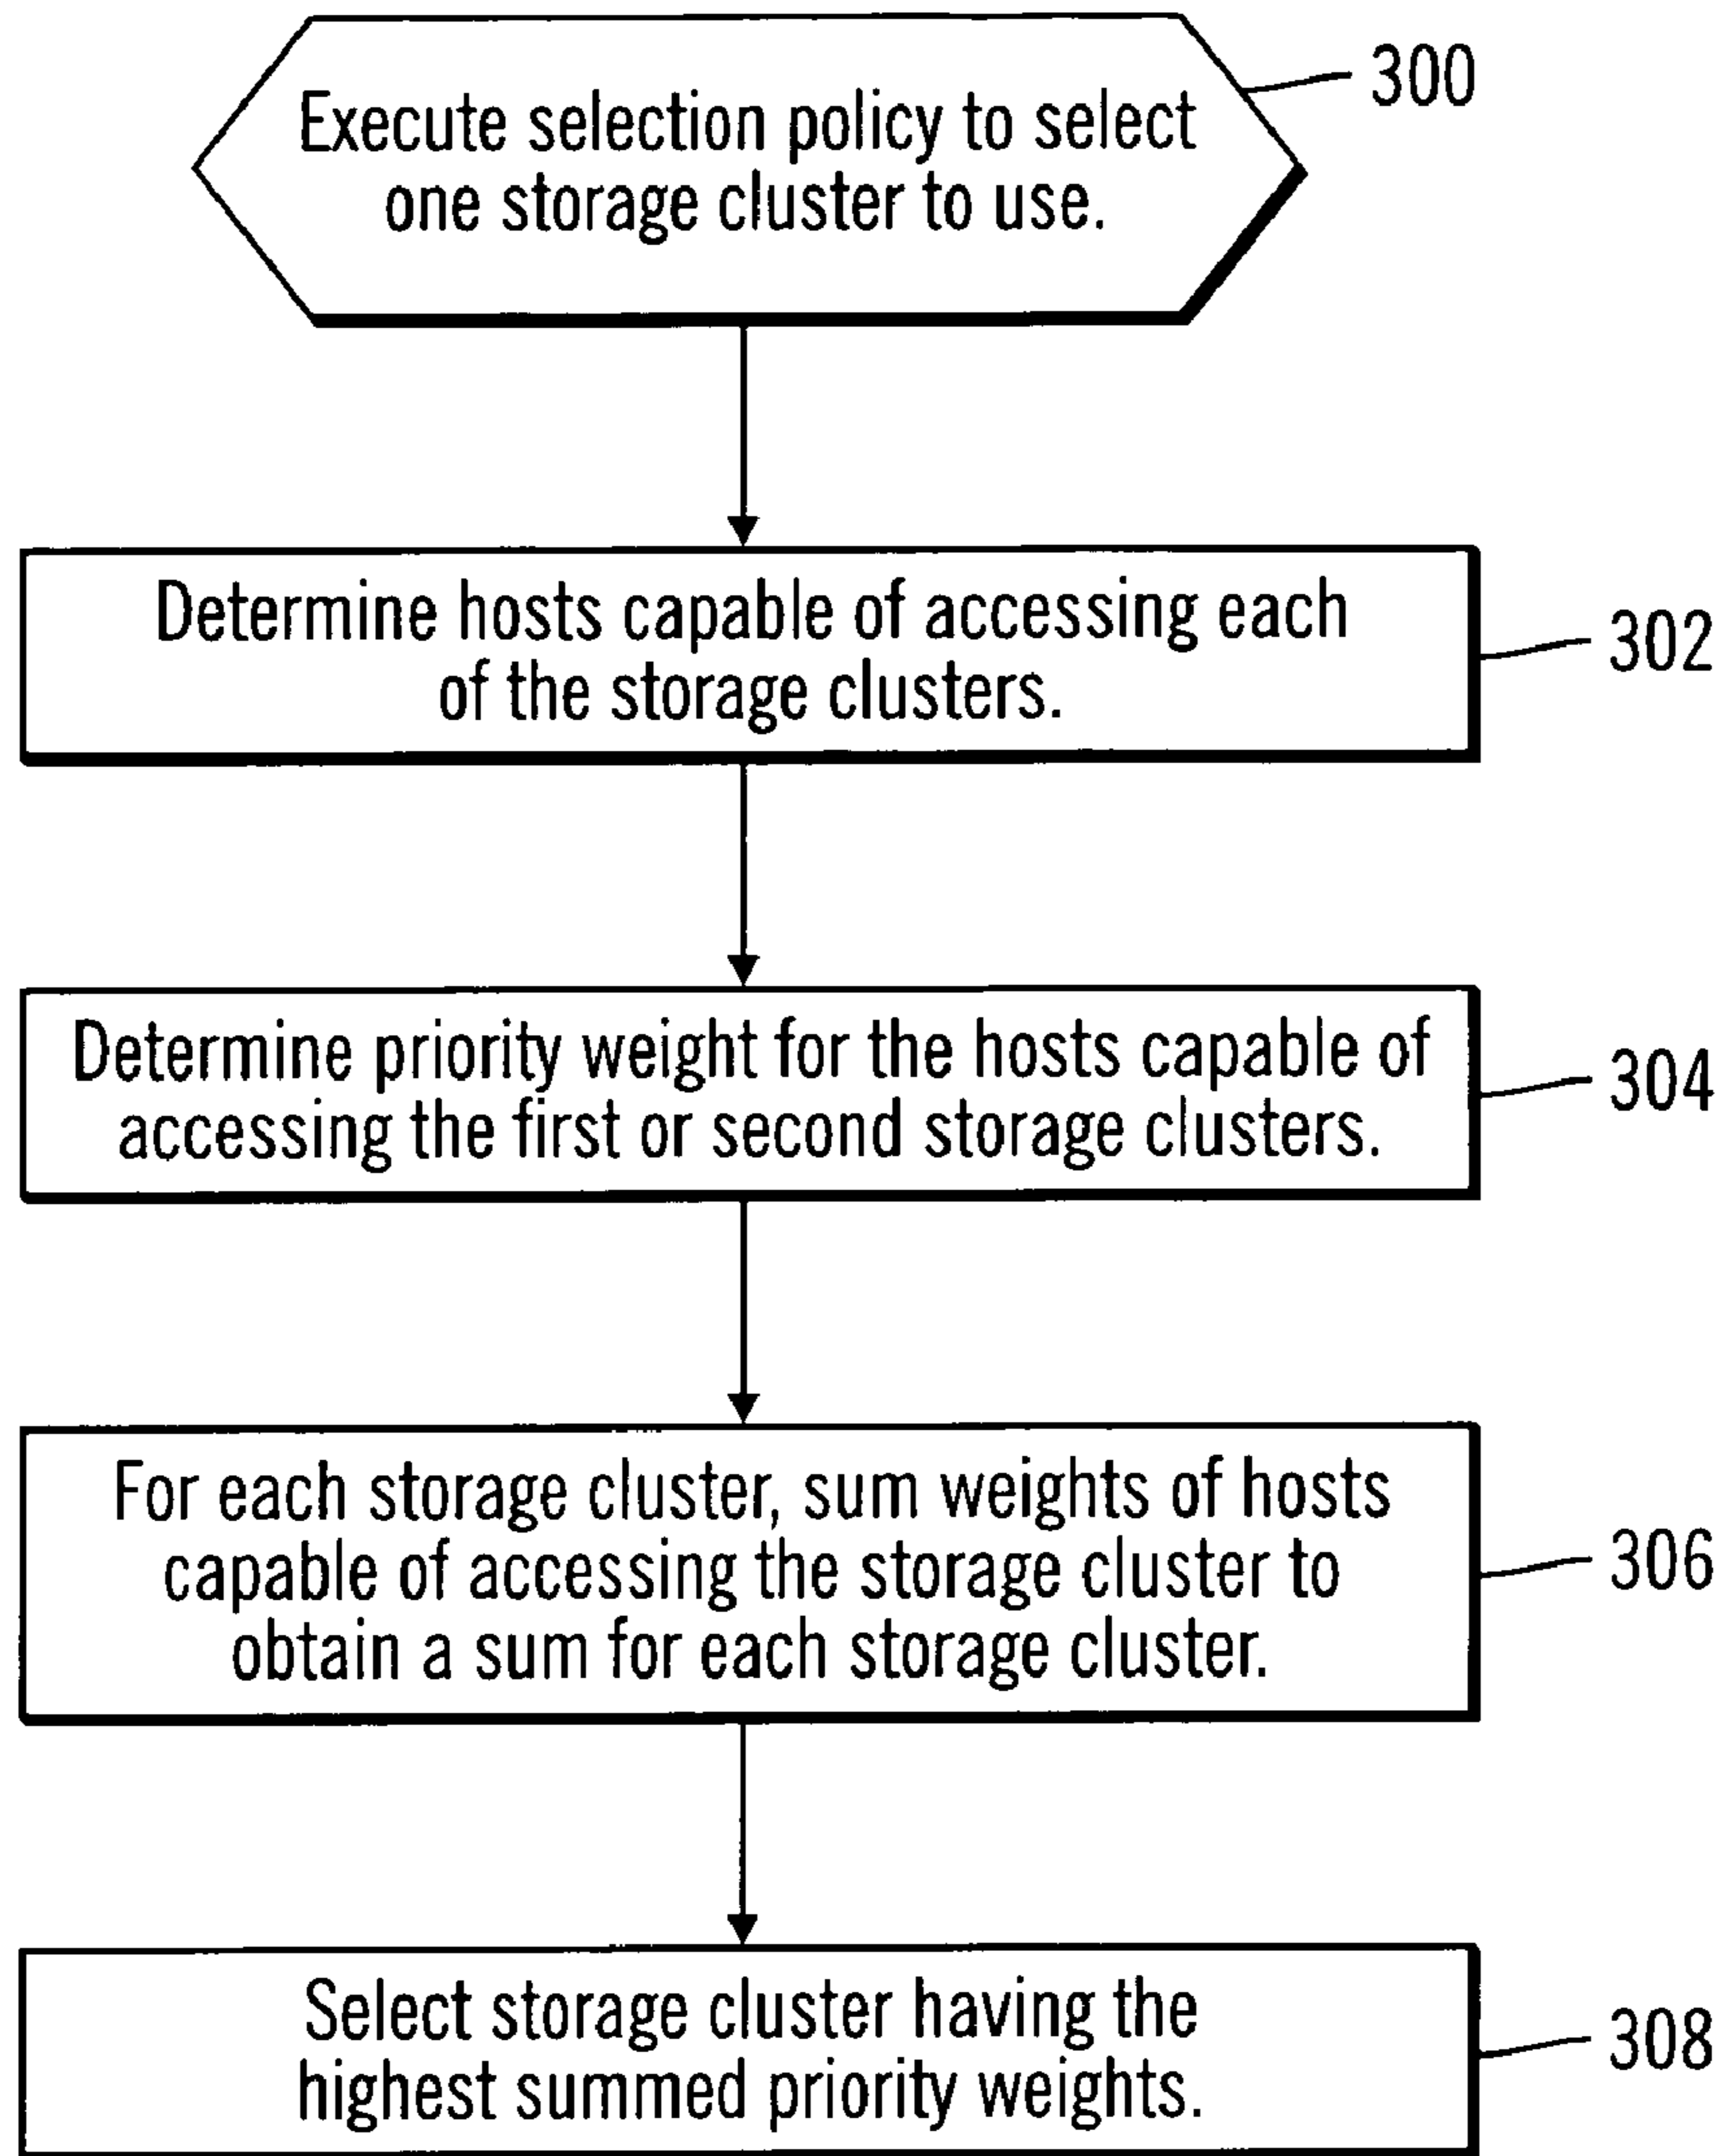 Execute selection policy to select
one storage cluster to use.
300
Determine hosts capable of accessing each
of the storage clusters.
302
Determine priority weight for the hosts capable of
accessing the first or second storage clusters.
304
For each storage cluster, sum weights of hosts
capable of accessing the storage cluster to
obtain a sum for each storage cluster.
306
Select storage cluster having the
highest summed priority weights.
308